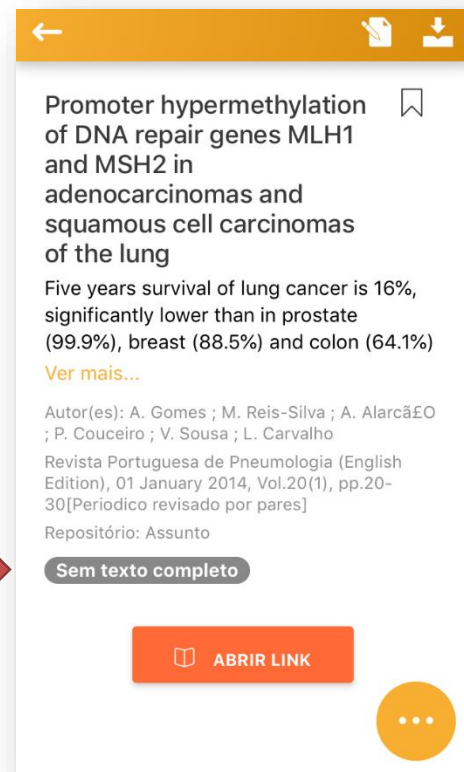 Promoter hypermethylation
of DNA repair genes MLH1
and MSH2 in
adenocarcinomas and
squamous cell carcinomas
of the lung
Five years survival of lung cancer is 16%,
significantly lower than in prostate
(99.9%), breast (88.5%) and colon (64.1%)
Ver mais...
Autor(es): A. Gomes ; M. Reis-Silva ; A. Alarcã£O
; P. Couceiro ; V. Sousa ; L. Carvalho
Revista Portuguesa de Pneumologia (English
Edition), 01 January 2014, Vol.20(1), pp.20-
30[Periodico revisado por pares]
Repositório: Assunto
Sem texto completo
ABRIR LINK